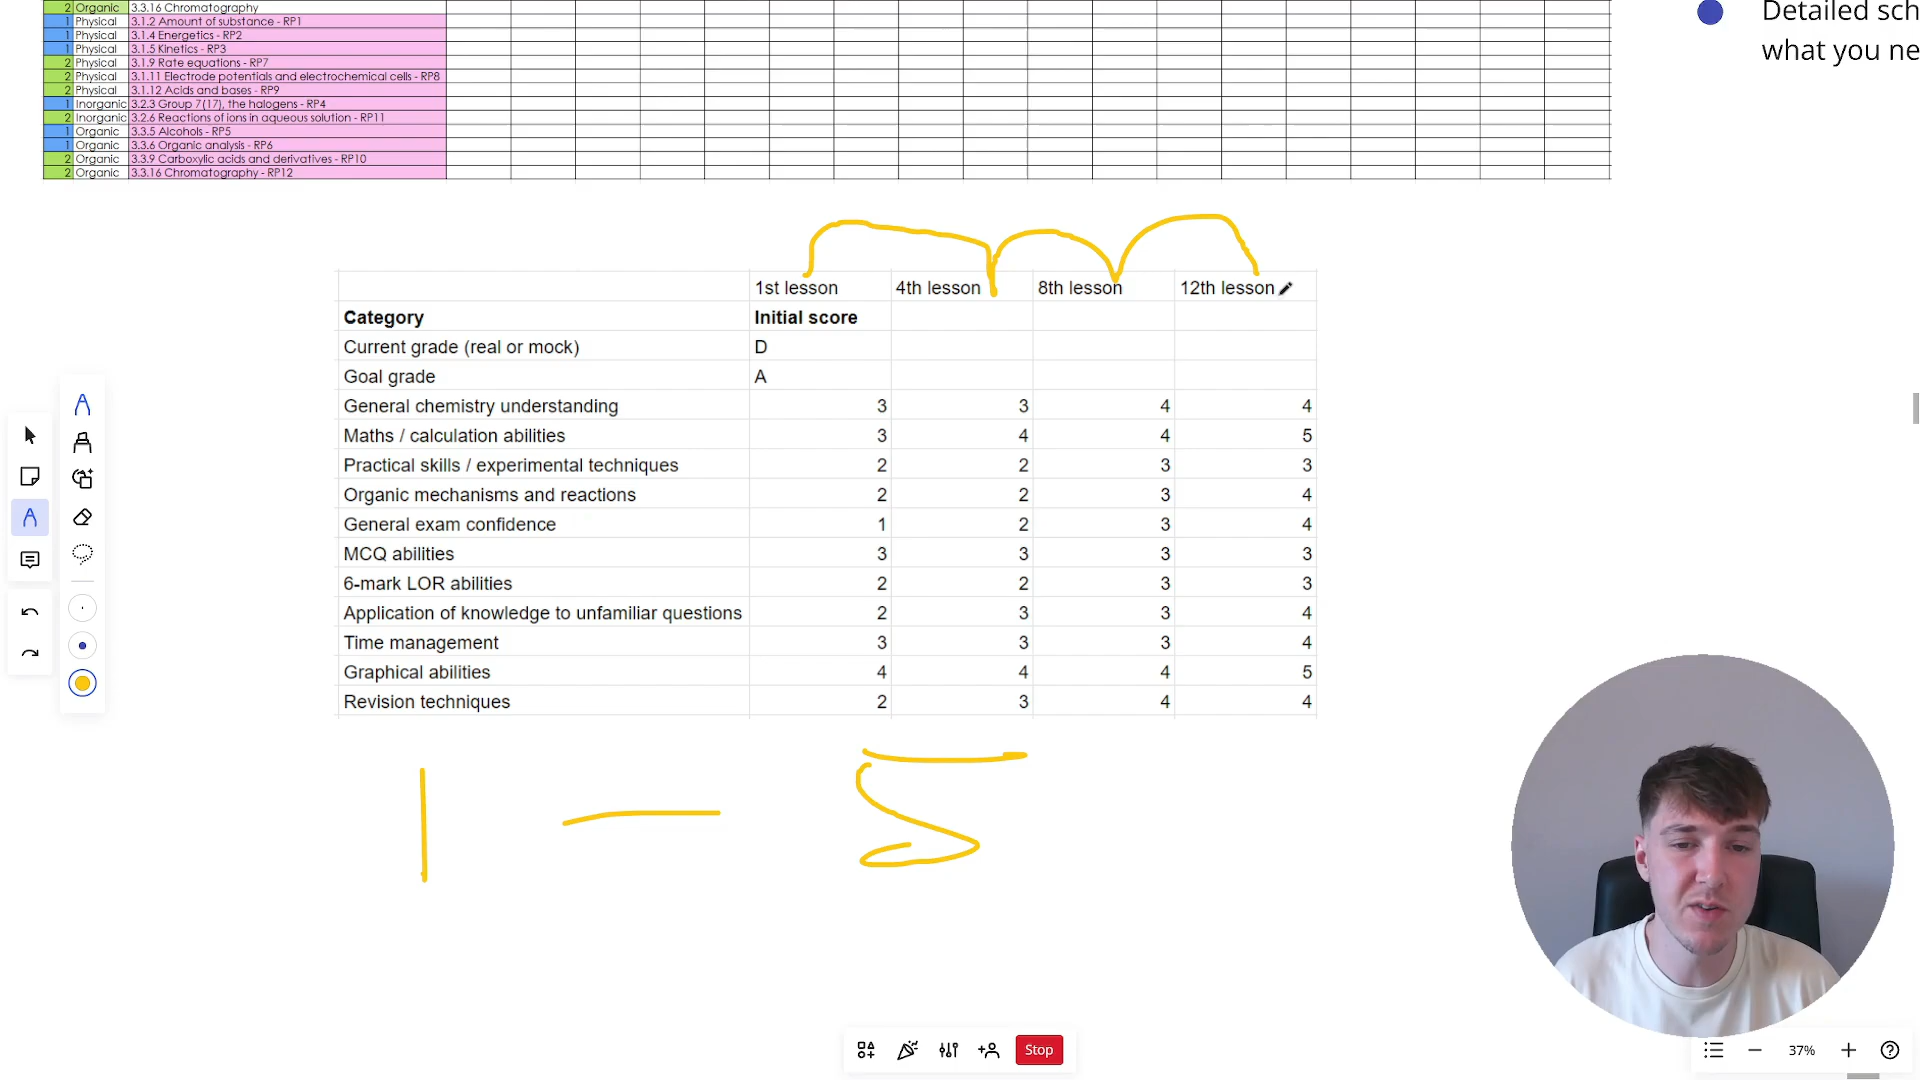 2 Organic 3.3.16 Chromatography
1 Physical 3.1.2 Amount of substance - RP1
1 Physical 3.1.4 Energetics - RP2
1 Physical 3.1.5 Kinetics - RP3
2 Physical 3.1.9 Rate equations - RP7
2 Physical 3.1.11 Electrode potentials and electrochemical cells - RP8
2 Physical 3.1.12 Acids and bases - RP9
1 Inorganic 3.2.3 Group 7(17), the halogens - RP4
2 Inorganic 3.2.6 Reactions of ions in aqueous solution - RP11
1 Organic 3.3.5 Alcohols - RP5
1 Organic 3.3.6 Organic analysis - RP6
2 Organic 3.3.9 Carboxylic acids and derivatives - RP10
2 Organic 3.3.16 Chromatography - RP12
Detailed sch
what you ne
1st lesson 4th lesson 8th lesson 12th lesson
Category Initial score
Current grade (real or mock) D
Goal grade A
General chemistry understanding 3 3 4 4
Maths / calculation abilities 3 4 4 5
Practical skills / experimental techniques 2 2 3 3
Organic mechanisms and reactions 2 2 3 4
General exam confidence 1 2 3 4
MCQ abilities 3 3 3 3
6-mark LOR abilities 2 2 3 3
Application of knowledge to unfamiliar questions 2 3 3 4
Time management 3 3 3 4
Graphical abilities 4 4 4 5
Revision techniques 2 3 4 4
1 - 5
Stop
37%